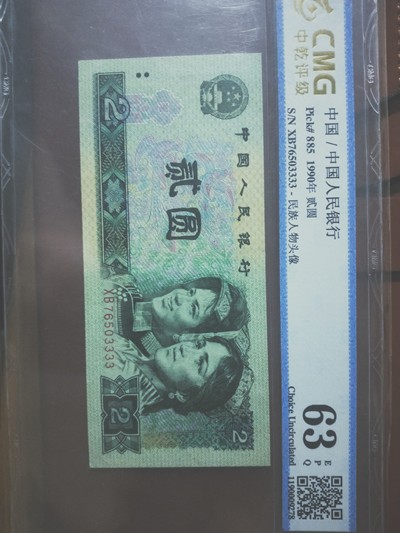 CMG
中乾评级
中国 / 中国人民银行
Pick# 885 1990年 贰圆
S/N XB76503333 - 民族人物头像
63 E
P
Q
Choice Uncirculated 1190009278
中国人民银行
贰圆
2
XB76503333
2
2